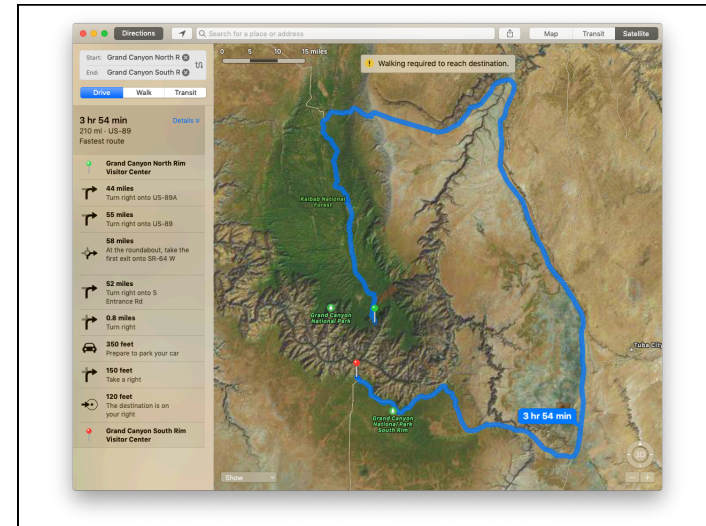 Directions
Search for a place or address
Map
Transit
Satellite
Start: Grand Canyon North R
End: Grand Canyon South R
Drive
Walk
Transit
3 hr 54 min
Details
210 mi · US-89
Fastest route
Grand Canyon North Rim
Visitor Center
44 miles
Turn right onto US-89A
55 miles
Turn right onto US-89
58 miles
At the roundabout, take the
first exit onto SR-64 W
52 miles
Turn right onto S
Entrance Rd
0.8 miles
Turn right
350 feet
Prepare to park your car
150 feet
Take a right
120 feet
The destination is on
your right
Grand Canyon South Rim
Visitor Center
0 5 10 15 miles
Walking required to reach destination.
Kaibab National
Forest
Grand Canyon
National Park
Tuba City
Grand Canyon
National Park
South Rim
3 hr 54 min
Show
3D